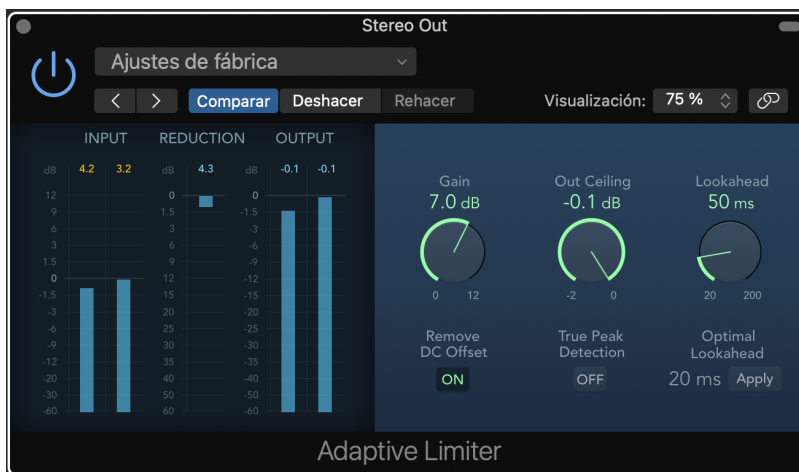 Stereo Out
Ajustes de fábrica
Comparar Deshacer Rehacer Visualización: 75 %
INPUT REDUCTION OUTPUT
dB 4.2 3.2 dB 4.3 dB -0.1 -0.1
12 0 0
9 1.5 -1.5
6 3 -3
3 6 -6
1.5 9 -9
0 12 -12
-1.5 15 -15
-3 20 -20
-6 25 -25
-9 30 -30
-12 35 -35
-20 40 -40
-30 50 -50
-60 60 -60
Gain Out Ceiling Lookahead
7.0 dB -0.1 dB 50 ms
0 12 -2 0 20 200
Remove DC Offset
ON
True Peak Detection
OFF
Optimal Lookahead
20 ms Apply
Adaptive Limiter